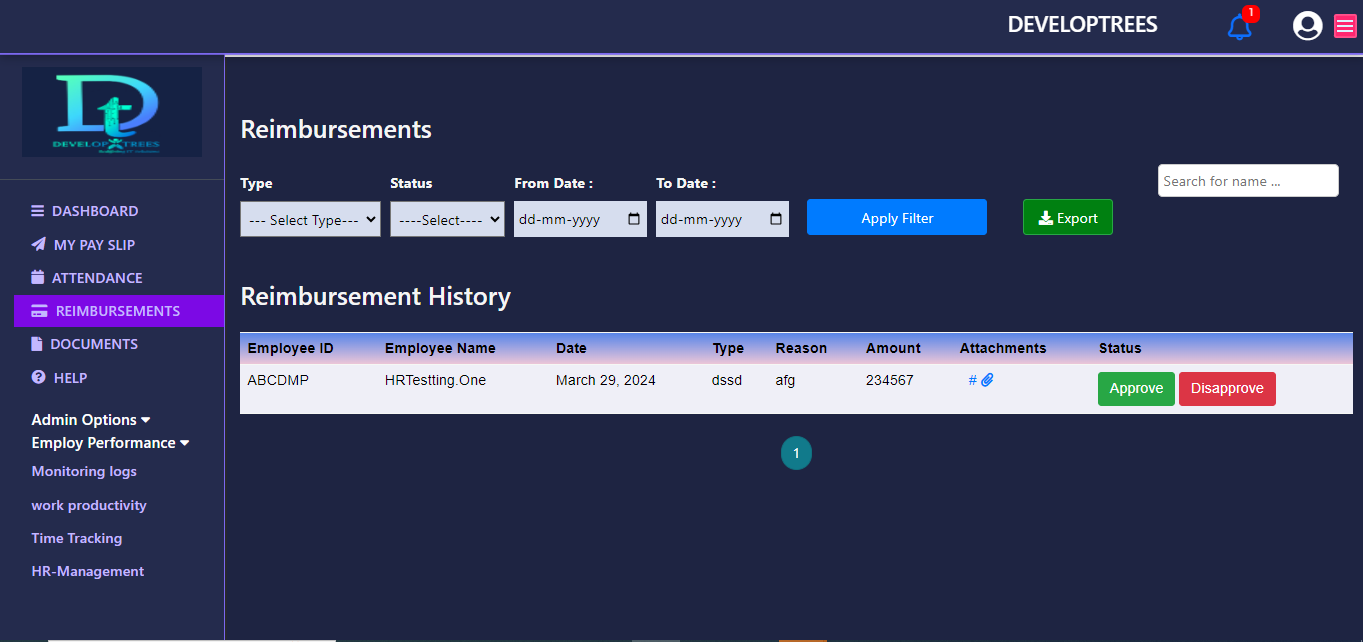 DEVELOPTREES
1
DEVELOP TREES
DASHBOARD
MY PAY SLIP
ATTENDANCE
REIMBURSEMENTS
DOCUMENTS
HELP
Admin Options
Employ Performance
Monitoring logs
work productivity
Time Tracking
HR-Management
Reimbursements
Type Status From Date : To Date :
--- Select Type--- ----Select---- dd-mm-yyyy dd-mm-yyyy Apply Filter Export Search for name ...
Reimbursement History
Employee ID Employee Name Date Type Reason Amount Attachments Status
ABCDMP HRTestting.One March 29, 2024 dssd afg 234567 # Approve Disapprove
1